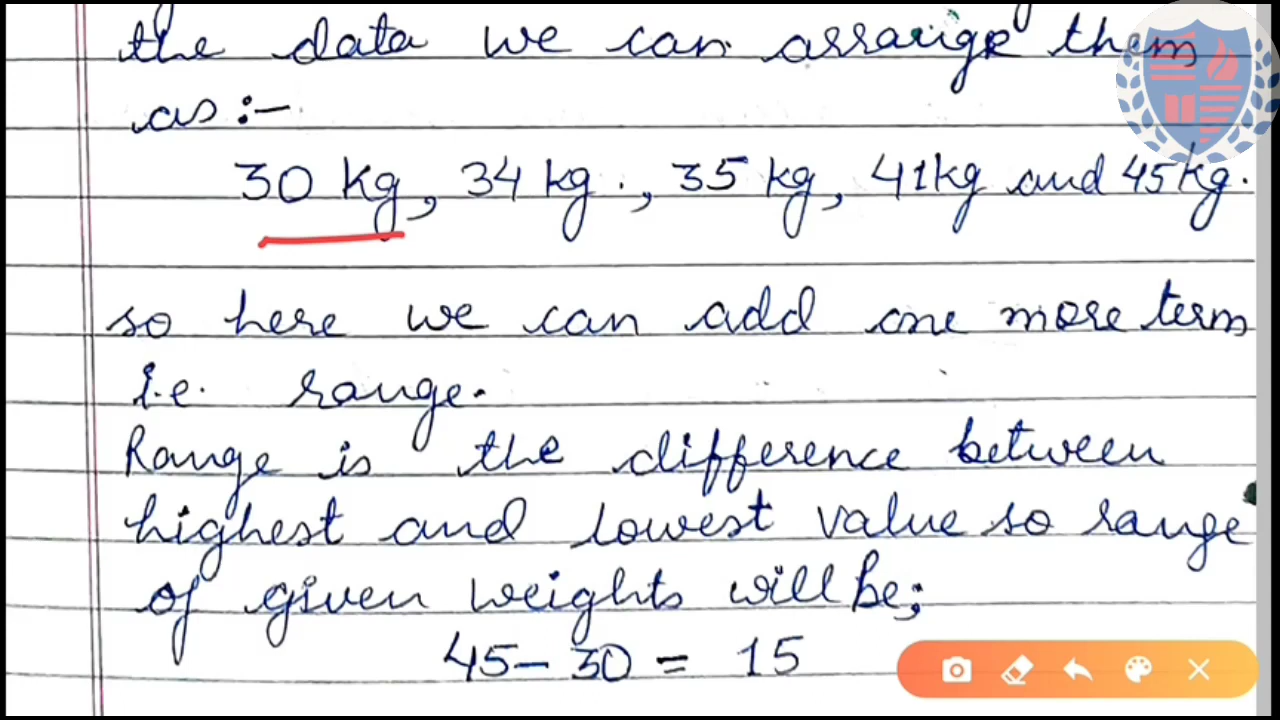 the data we can arrange them
as:-
30 kg, 34 kg., 35 kg, 41kg and 45kg.
so here we can add one more term
i.e. range.
Range is the difference between
highest and lowest value so range
of given weights will be;
45 - 30 = 15